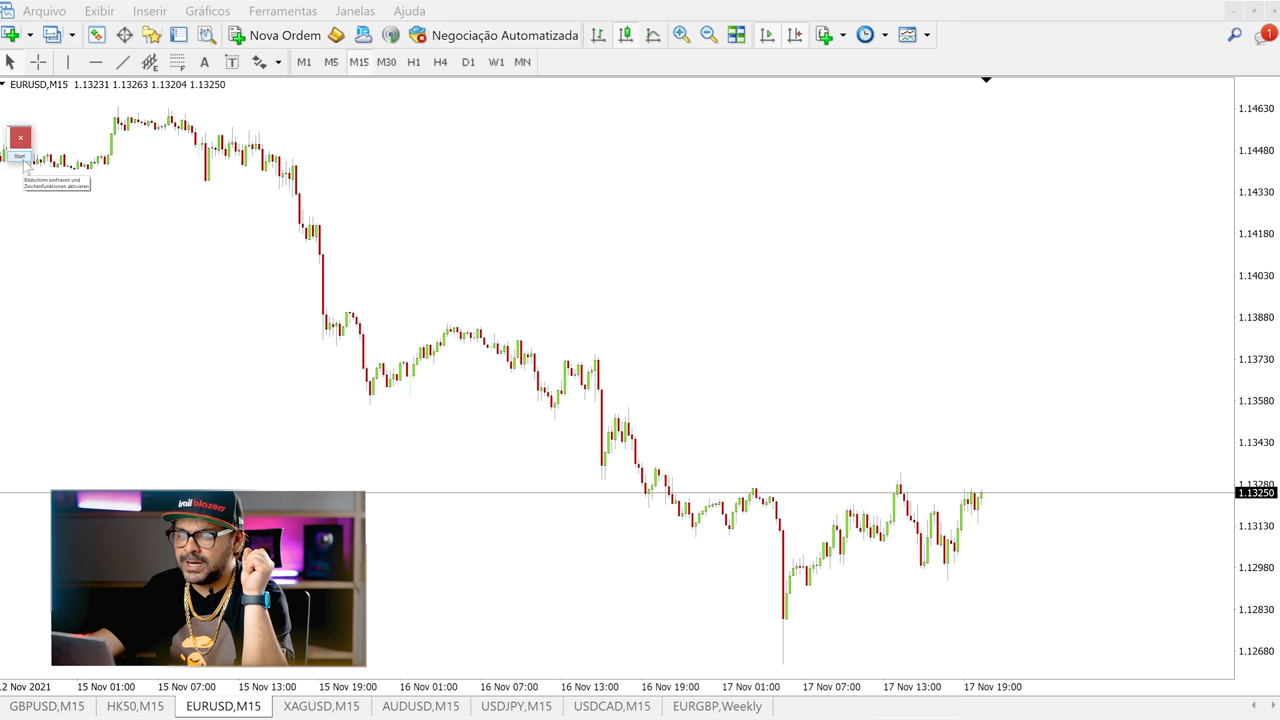 Arquivo Exibir Inserir Gráficos Ferramentas Janelas Ajuda
Nova Ordem Negociação Automatizada 1
A T M1 M5 M15 M30 H1 H4 D1 W1 MN
EURUSD,M15 1.13231 1.13263 1.13204 1.13250
1.14630
1.14480
1.14330
1.14180
1.14030
1.13880
1.13730
1.13580
1.13430
1.13280
1.13250
1.13130
1.12980
1.12830
1.12680
Start
Bildschirm einfrieren und
Zeichenfunktionen aktivieren
trail
blazers
2 Nov 2021 15 Nov 01:00 15 Nov 07:00 15 Nov 13:00 15 Nov 19:00 16 Nov 01:00 16 Nov 07:00 16 Nov 13:00 16 Nov 19:00 17 Nov 01:00 17 Nov 07:00 17 Nov 13:00 17 Nov 19:00
GBPUSD,M15 HK50,M15 EURUSD,M15 XAGUSD,M15 AUDUSD,M15 USDJPY,M15 USDCAD,M15 EURGBP,Weekly